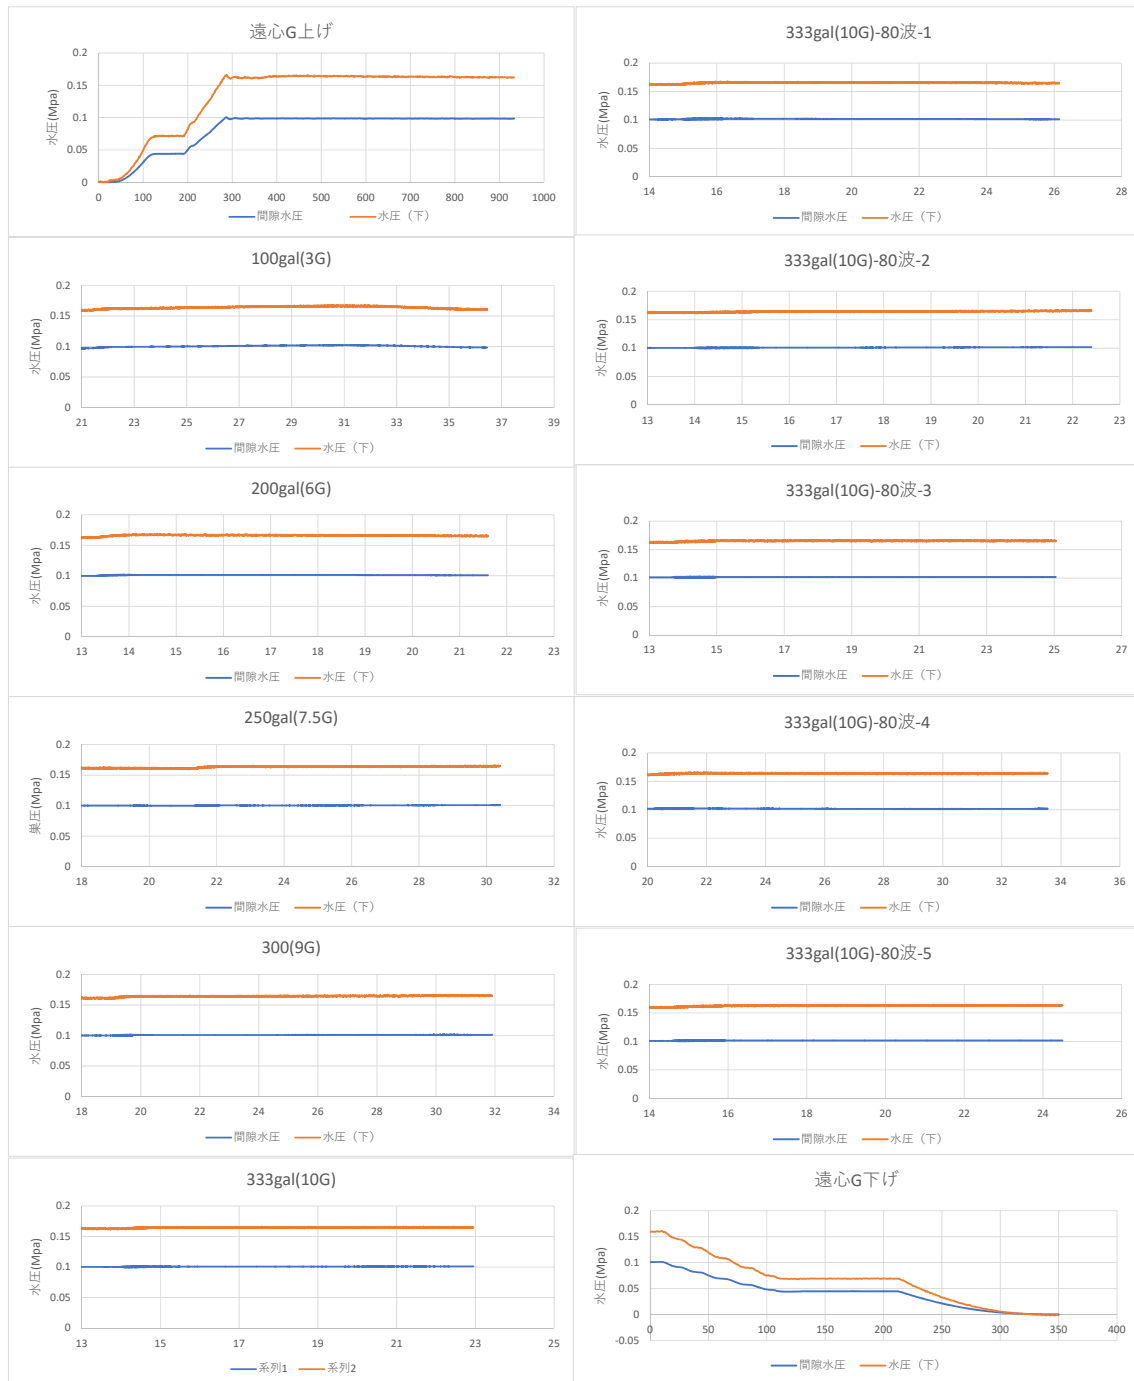 遠心G上げ
水圧(Mpa)
0.2
0.15
0.1
0.05
0
0 100 200 300 400 500 600 700 800 900 1000
間隙水圧 水圧（下）
333gal(10G)-80波-1
水圧(Mpa)
0.2
0.15
0.1
0.05
0
14 16 18 20 22 24 26 28
間隙水圧 水圧（下）
100gal(3G)
水圧(Mpa)
0.2
0.15
0.1
0.05
0
21 23 25 27 29 31 33 35 37 39
間隙水圧 水圧（下）
333gal(10G)-80波-2
水圧(Mpa)
0.2
0.15
0.1
0.05
0
13 14 15 16 17 18 19 20 21 22 23
間隙水圧 水圧（下）
200gal(6G)
水圧(Mpa)
0.2
0.15
0.1
0.05
0
13 14 15 16 17 18 19 20 21 22 23
間隙水圧 水圧（下）
333gal(10G)-80波-3
水圧(Mpa)
0.2
0.15
0.1
0.05
0
13 15 17 19 21 23 25 27
間隙水圧 水圧（下）
250gal(7.5G)
巣圧(Mpa)
0.2
0.15
0.1
0.05
0
18 20 22 24 26 28 30 32
間隙水圧 水圧（下）
333gal(10G)-80波-4
水圧(Mpa)
0.2
0.15
0.1
0.05
0
20 22 24 26 28 30 32 34 36
間隙水圧 水圧（下）
300(9G)
水圧(Mpa)
0.2
0.15
0.1
0.05
0
18 20 22 24 26 28 30 32 34
間隙水圧 水圧（下）
333gal(10G)-80波-5
水圧(Mpa)
0.2
0.15
0.1
0.05
0
14 16 18 20 22 24 26
間隙水圧 水圧（下）
333gal(10G)
水圧(Mpa)
0.2
0.15
0.1
0.05
0
13 15 17 19 21 23 25
系列1 系列2
遠心G下げ
水圧(Mpa)
0.2
0.15
0.1
0.05
0
-0.05
0 50 100 150 200 250 300 350 400
間隙水圧 水圧（下）